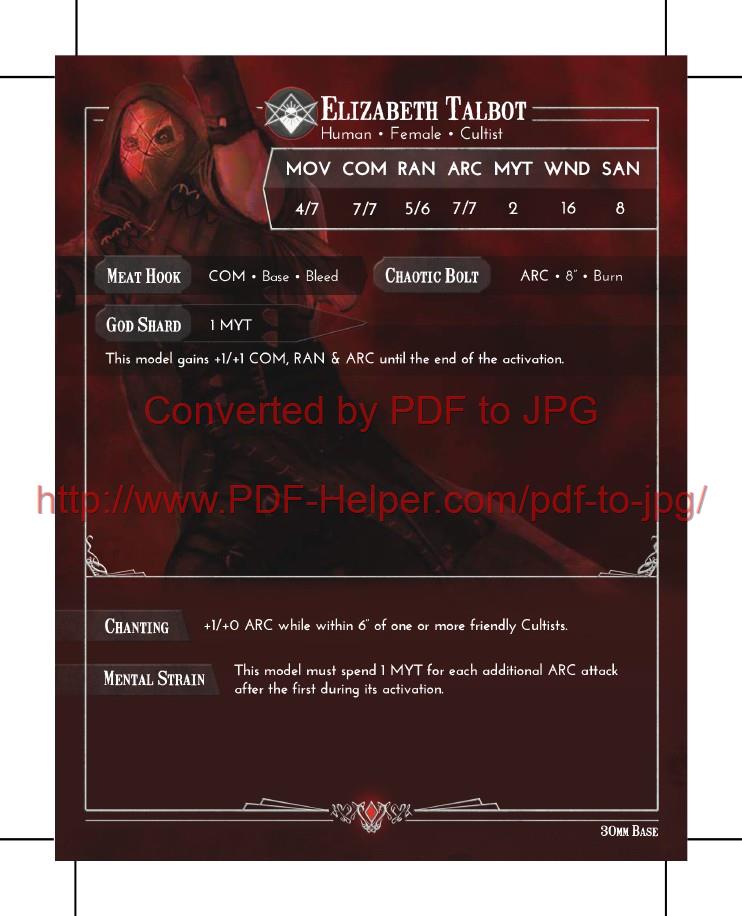 ELIZABETH TALBOT
Human • Female • Cultist
MOV COM RAN ARC MYT WND SAN
4/7 7/7 5/6 7/7 2 16 8
MEAT HOOK COM • Base • Bleed CHAOTIC BOLT ARC • 8" • Burn
GOD SHARD 1 MYT
This model gains +1/+1 COM, RAN & ARC until the end of the activation.
Converted by PDF to JPG
http://www.PDF-Helper.com/pdf-to-jpg/
CHANTING +1/+0 ARC while within 6" of one or more friendly Cultists.
MENTAL STRAIN This model must spend 1 MYT for each additional ARC attack
after the first during its activation.
30MM BASE